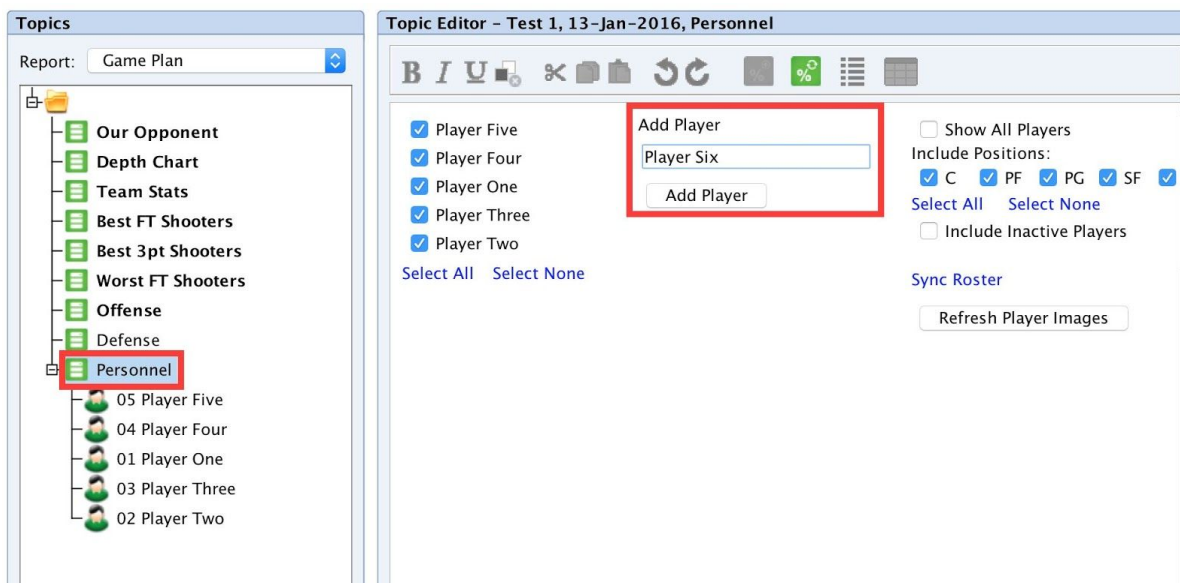 Topics
Report: Game Plan
Our Opponent
Depth Chart
Team Stats
Best FT Shooters
Best 3pt Shooters
Worst FT Shooters
Offense
Defense
Personnel
05 Player Five
04 Player Four
01 Player One
03 Player Three
02 Player Two
Topic Editor – Test 1, 13-Jan-2016, Personnel
B I U % %
Player Five
Player Four
Player One
Player Three
Player Two
Select All Select None
Add Player
Player Six
Add Player
Show All Players
Include Positions:
C PF PG SF
Select All Select None
Include Inactive Players
Sync Roster
Refresh Player Images